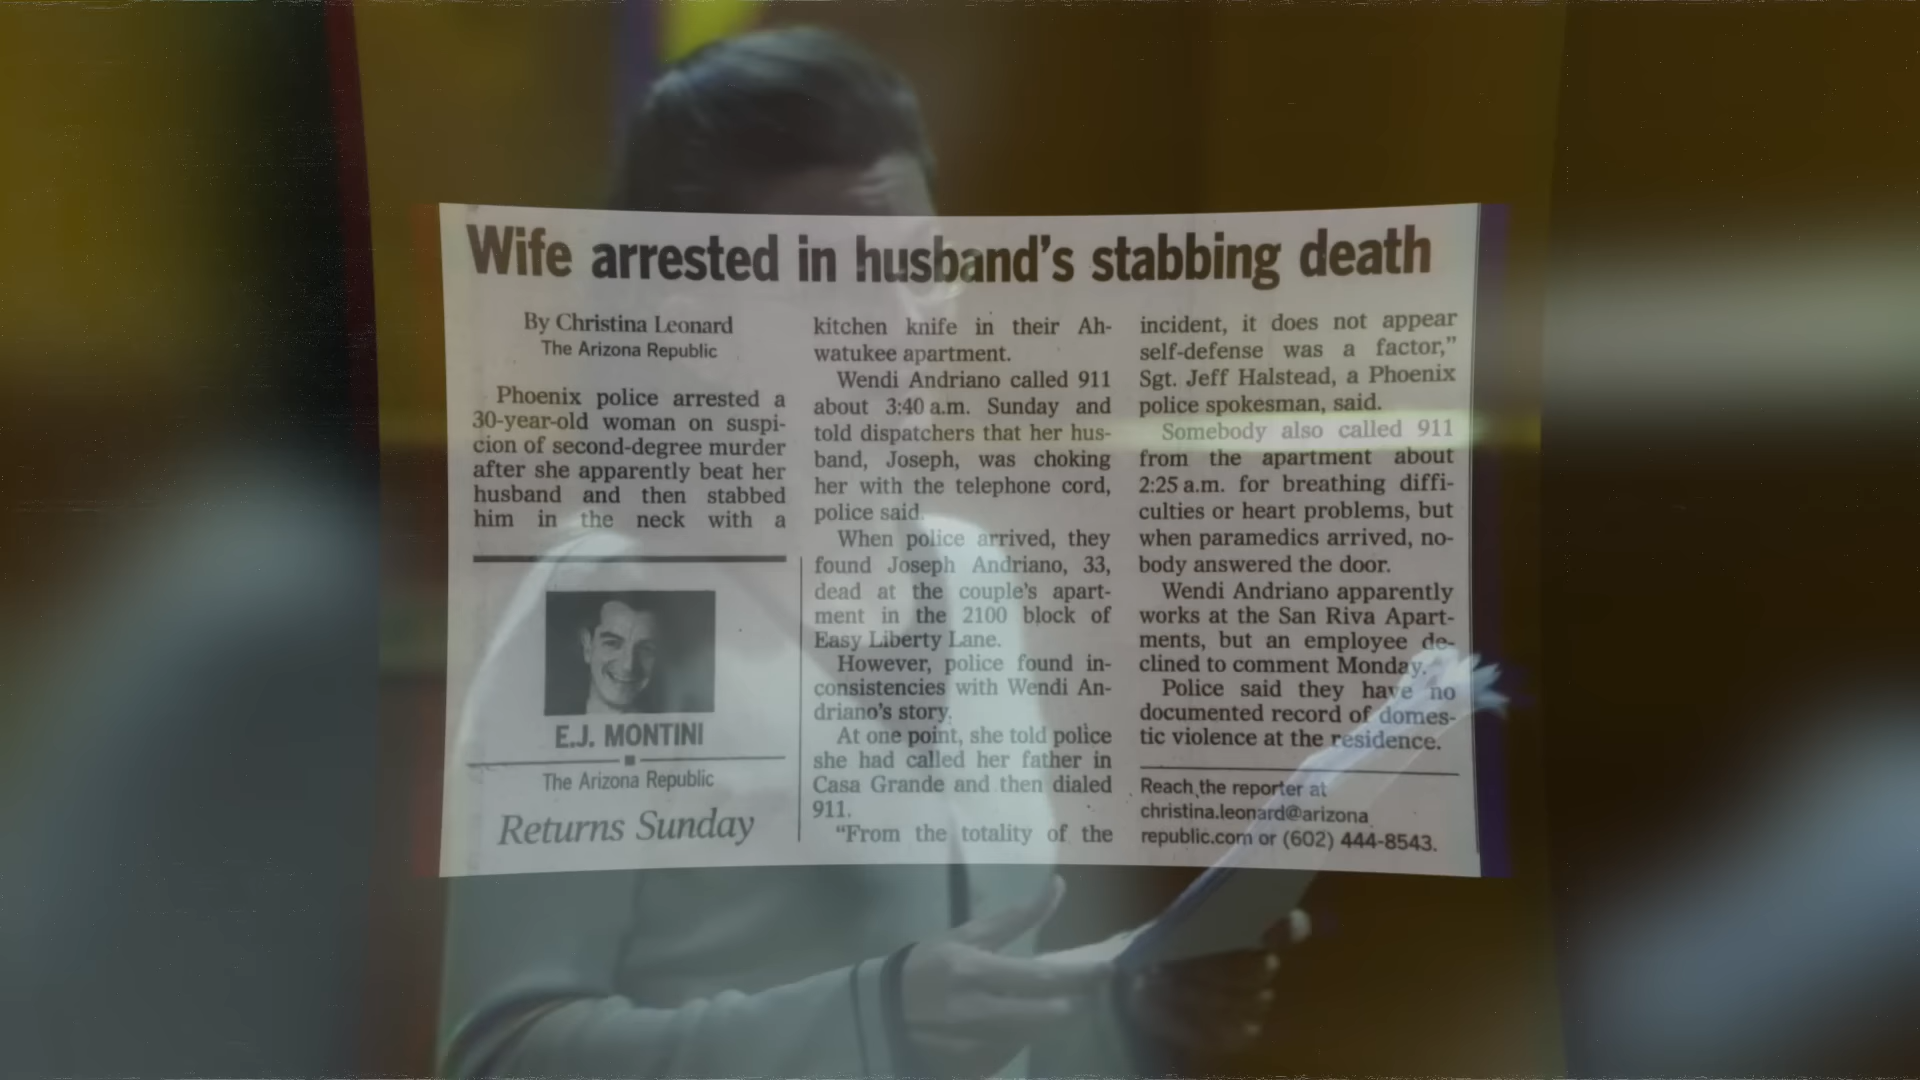 Wife arrested in husband's stabbing death
By Christina Leonard
The Arizona Republic
Phoenix police arrested a
30-year-old woman on suspi-
cion of second-degree murder
after she apparently beat her
husband and then stabbed
him in the neck with a
E.J. MONTINI
The Arizona Republic
Returns Sunday
kitchen knife in their Ah-
watukee apartment.
Wendi Andriano called 911
about 3:40 a.m. Sunday and
told dispatchers that her hus-
band, Joseph, was choking
her with the telephone cord,
police said.
When police arrived, they
found Joseph Andriano, 33,
dead at the couple's apart-
ment in the 2100 block of
Easy Liberty Lane.
However, police found in-
consistencies with Wendi An-
driano's story.
At one point, she told police
she had called her father in
Casa Grande and then dialed
911.
"From the totality of the
incident, it does not appear
self-defense was a factor,"
Sgt. Jeff Halstead, a Phoenix
police spokesman, said.
Somebody also called 911
from the apartment about
2:25 a.m. for breathing diffi-
culties or heart problems, but
when paramedics arrived, no-
body answered the door.
Wendi Andriano apparently
works at the San Riva Apart-
ments, but an employee de-
clined to comment Monday.
Police said they have no
documented record of domes-
tic violence at the residence.
Reach the reporter at
christina.leonard@arizona
republic.com or (602) 444-8543.